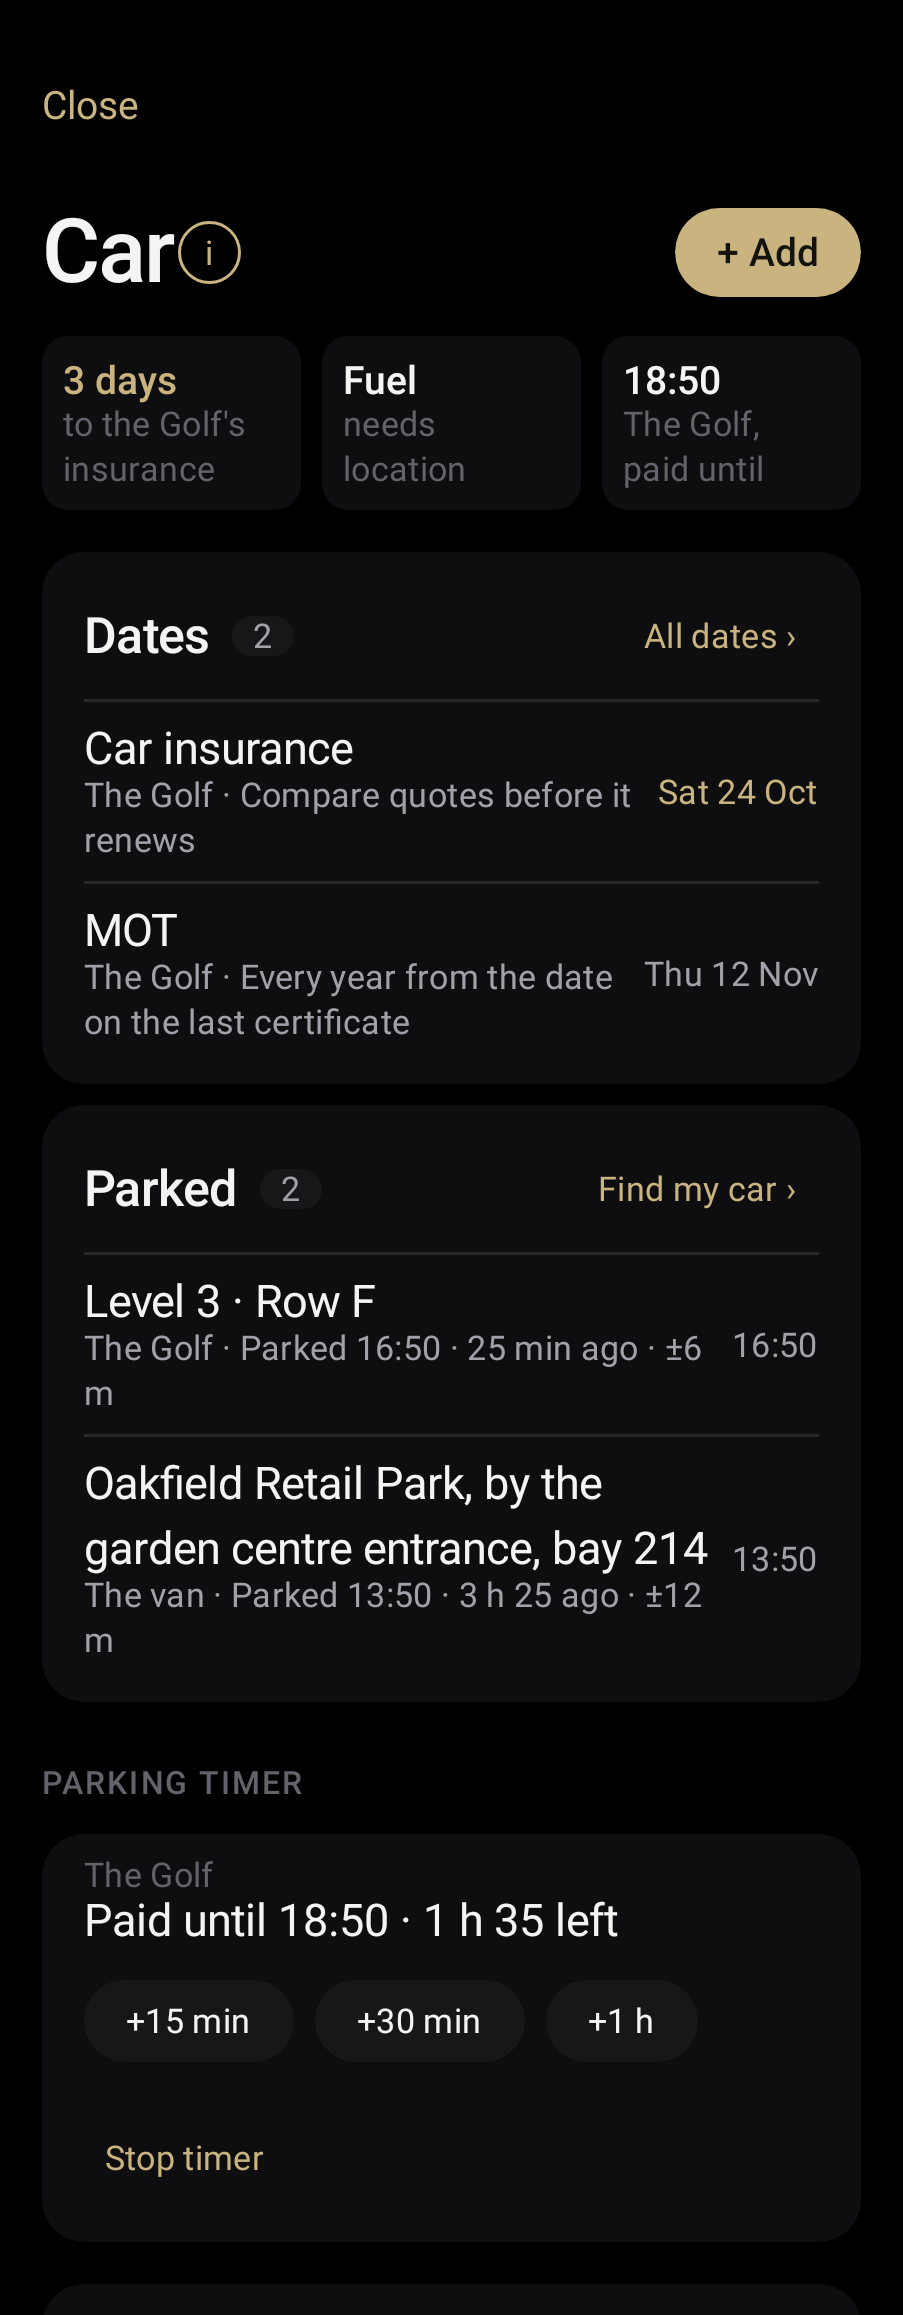 Close
Car i
+ Add
3 days
to the Golf's
insurance
Fuel
needs
location
18:50
The Golf,
paid until
Dates 2
All dates ›
Car insurance
The Golf · Compare quotes before it
renews
Sat 24 Oct
MOT
The Golf · Every year from the date
on the last certificate
Thu 12 Nov
Parked 2
Find my car ›
Level 3 · Row F
The Golf · Parked 16:50 · 25 min ago · ±6
m
16:50
Oakfield Retail Park, by the
garden centre entrance, bay 214
The van · Parked 13:50 · 3 h 25 ago · ±12
m
13:50
PARKING TIMER
The Golf
Paid until 18:50 · 1 h 35 left
+15 min
+30 min
+1 h
Stop timer